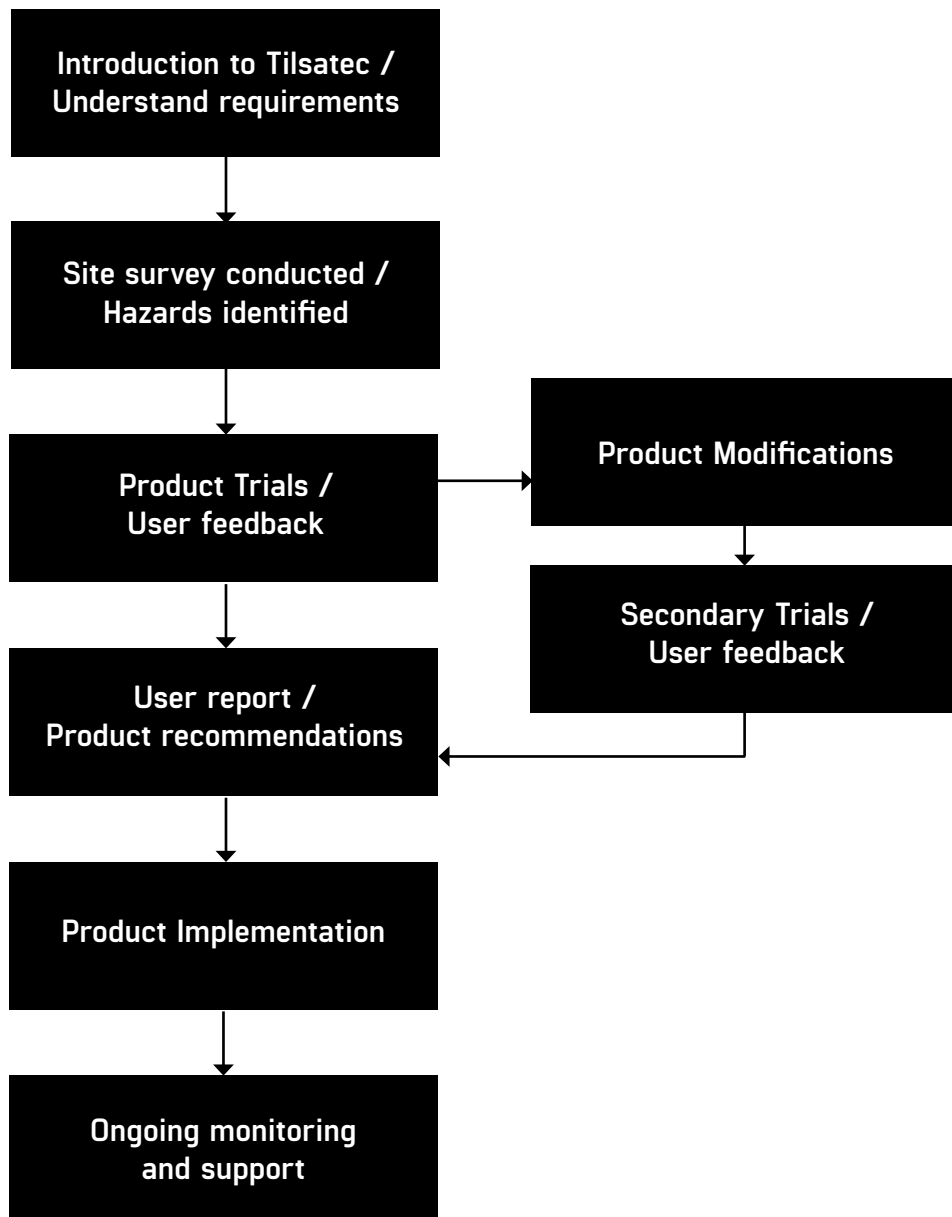 Introduction to Tilsatec /
Understand requirements
Site survey conducted /
Hazards identified
Product Trials /
User feedback
Product Modifications
Secondary Trials /
User feedback
User report /
Product recommendations
Product Implementation
Ongoing monitoring
and support